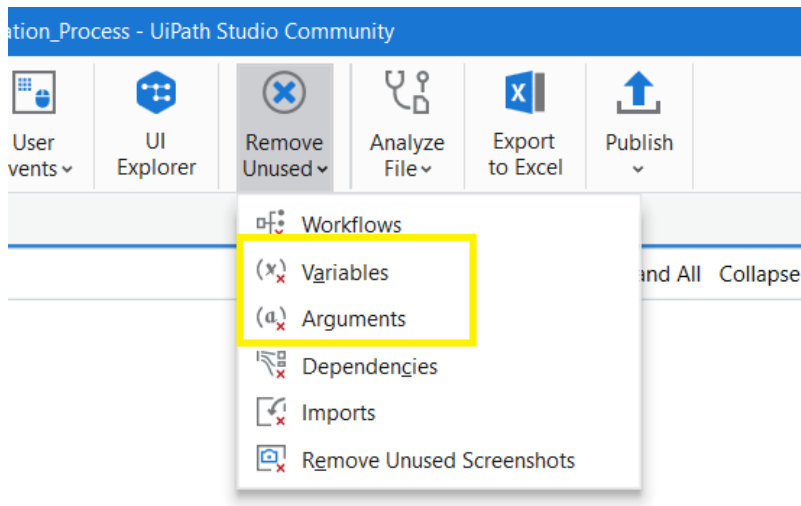 ation_Process - UiPath Studio Community
User
vents
UI
Explorer
Remove
Unused
Analyze
File
Export
to Excel
Publish
Workflows
and All Collapse
Variables
Arguments
Dependencies
Imports
Remove Unused Screenshots